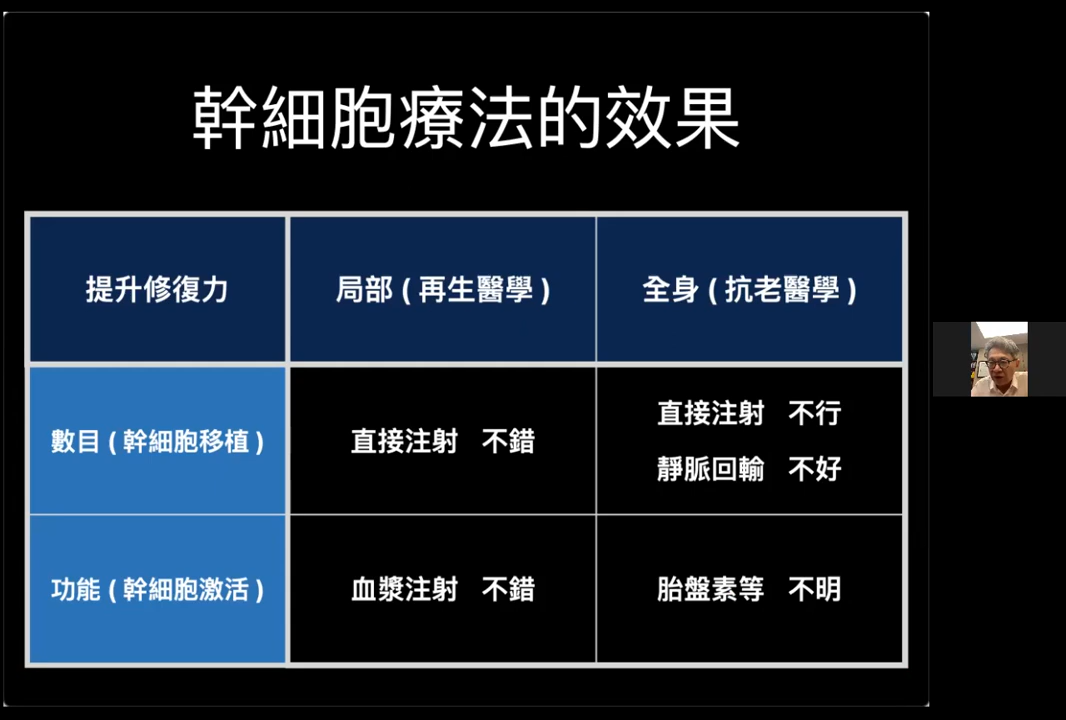 幹細胞療法的效果
提升修復力
局部 ( 再生醫學 )
全身 ( 抗老醫學 )
數目 ( 幹細胞移植 )
直接注射 不錯
直接注射 不行
靜脈回輸 不好
功能 ( 幹細胞激活 )
血漿注射 不錯
胎盤素等 不明